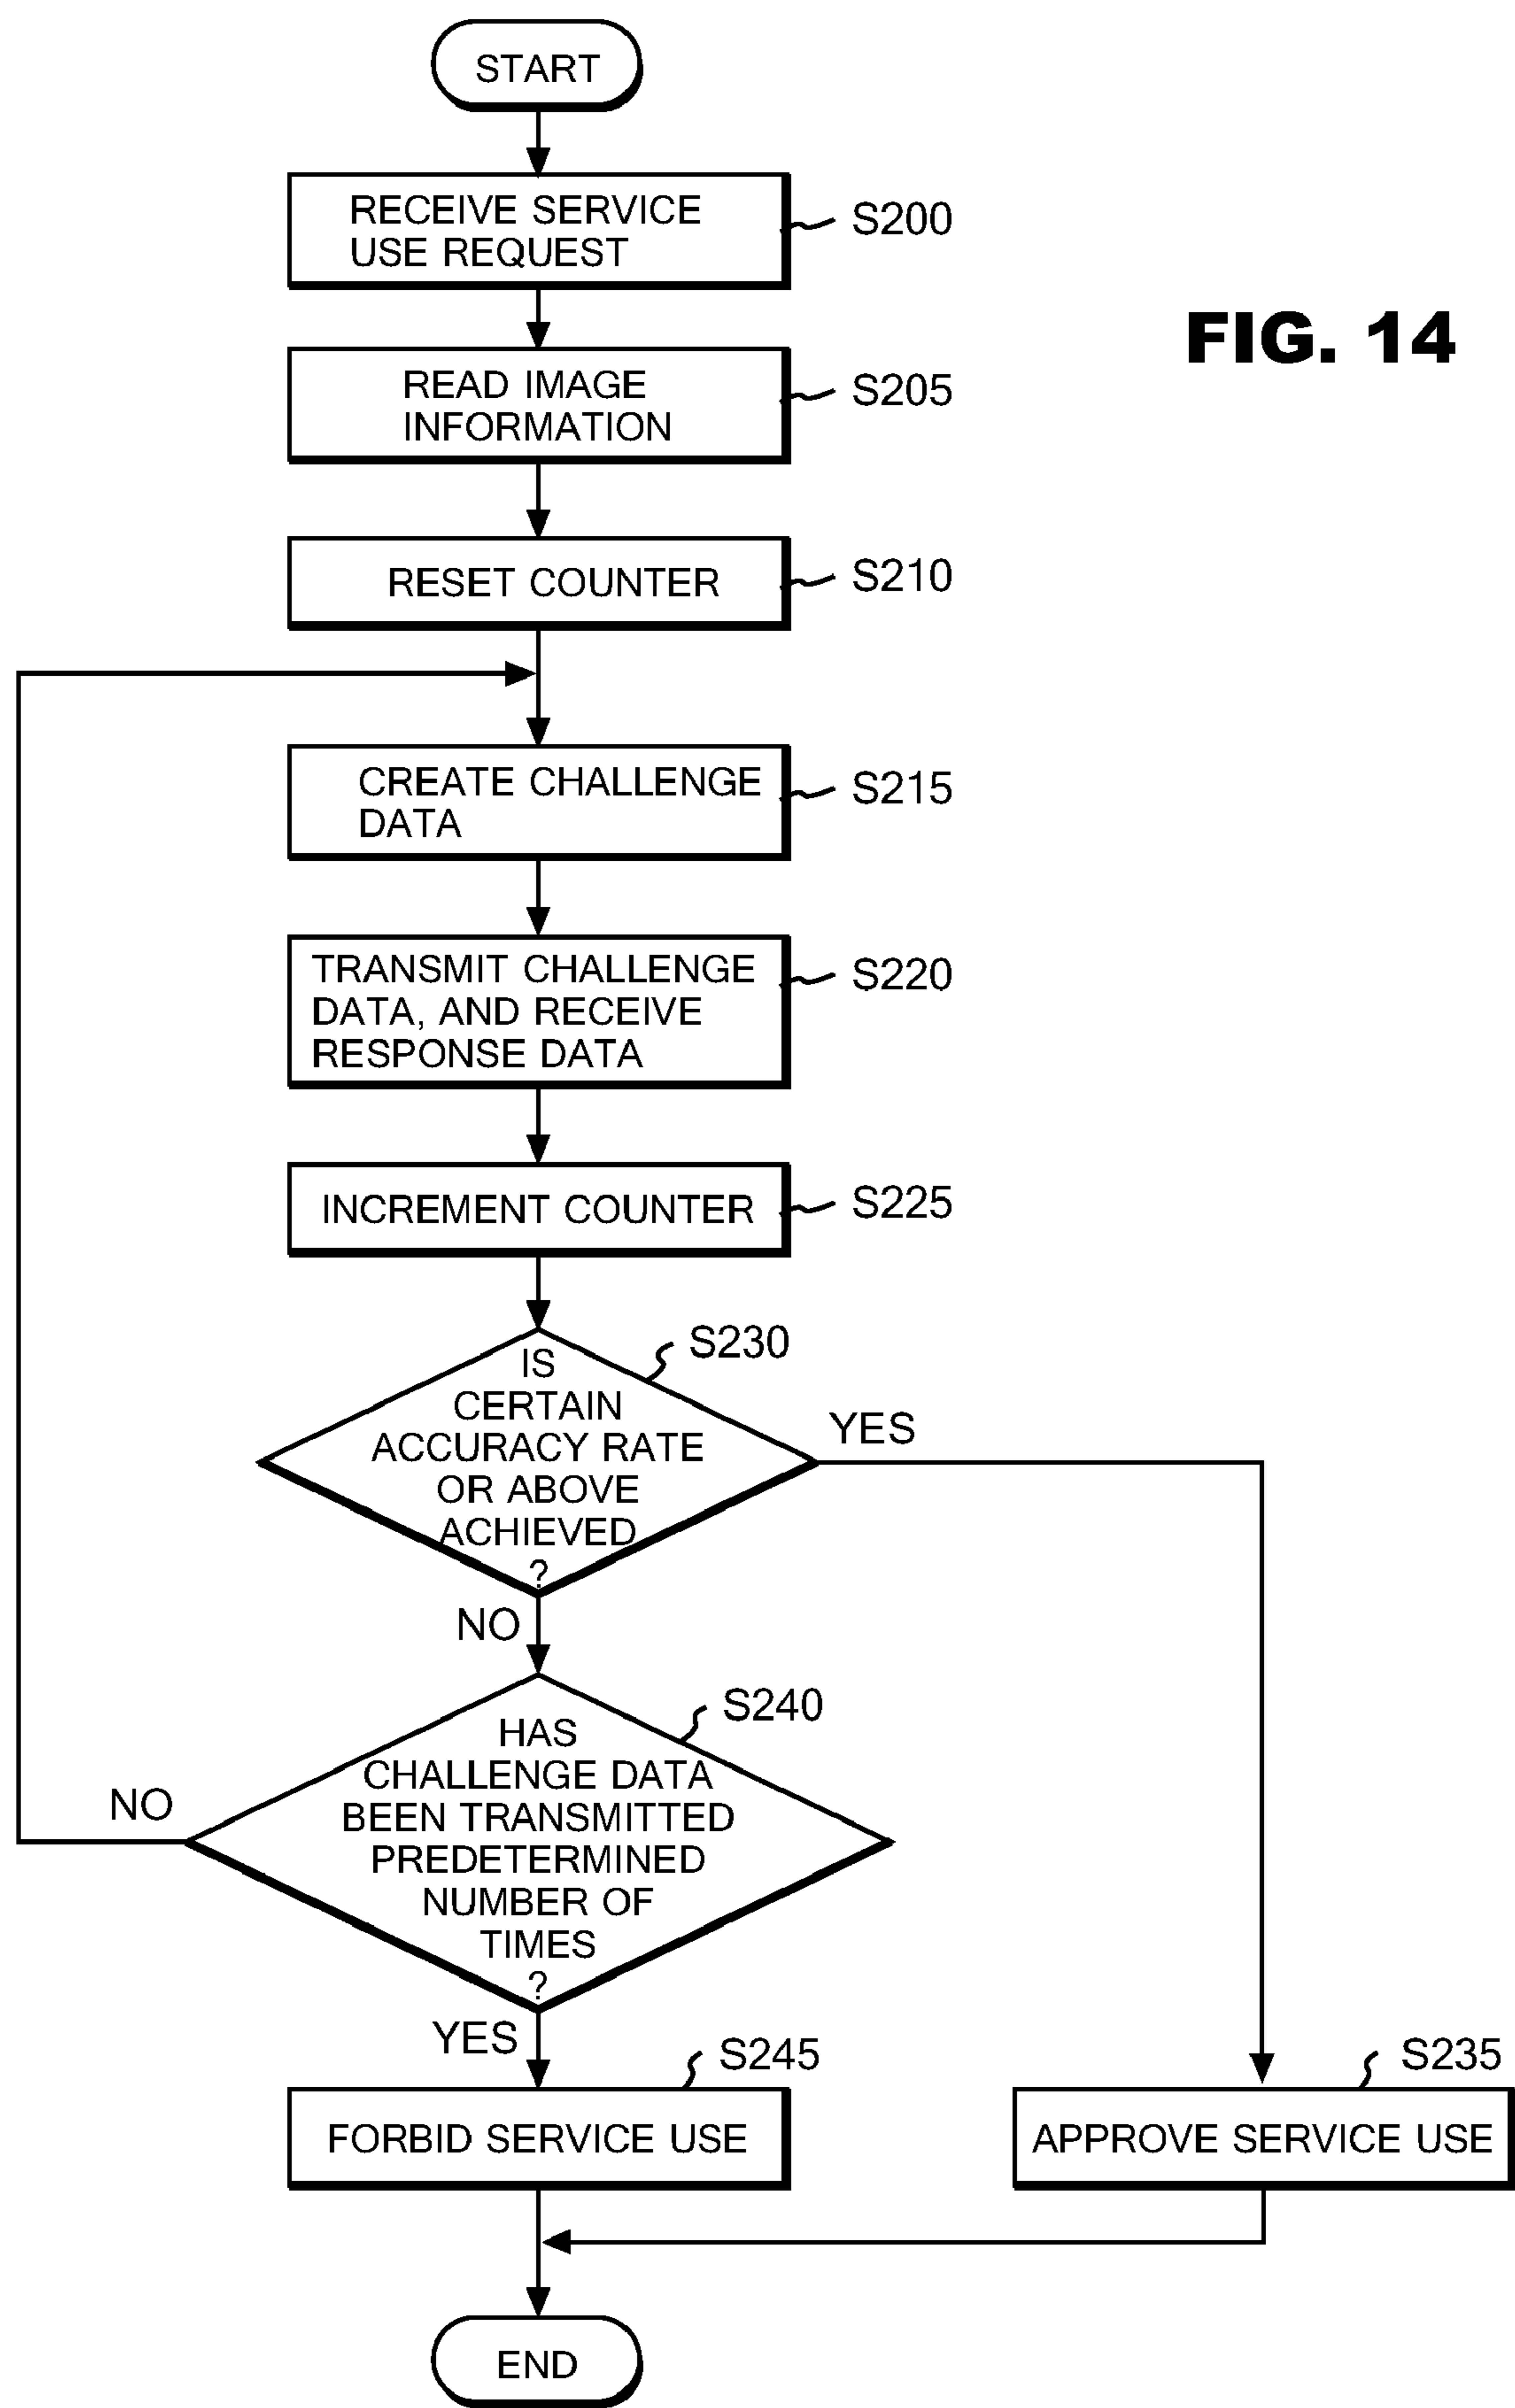 START
RECEIVE SERVICE
USE REQUEST
S200
FIG. 14
READ IMAGE
INFORMATION
S205
RESET COUNTER
S210
CREATE CHALLENGE
DATA
S215
TRANSMIT CHALLENGE
DATA, AND RECEIVE
RESPONSE DATA
S220
INCREMENT COUNTER
S225
S230
IS
CERTAIN
ACCURACY RATE
OR ABOVE
ACHIEVED
?
YES
NO
S240
HAS
CHALLENGE DATA
BEEN TRANSMITTED
PREDETERMINED
NUMBER OF
TIMES
?
NO
YES
S245
FORBID SERVICE USE
S235
APPROVE SERVICE USE
END